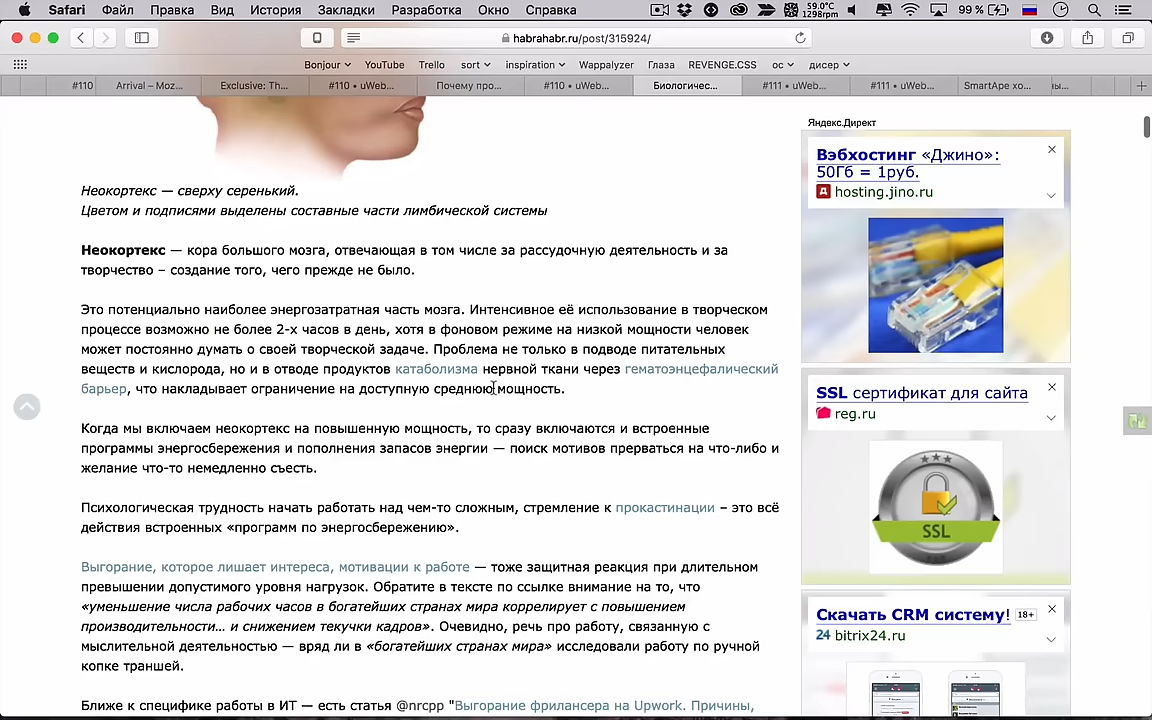 Safari Файл Правка Вид История Закладки Разработка Окно Справка 59.0°C 1298rpm 99 %
habrahabr.ru/post/315924/
Bonjour YouTube Trello sort inspiration Wappalyzer Глаза REVENGE.CSS ос дисер
#110 Arrival – Moz... Exclusive: Th... #110 • uWeb... Почему про... #110 • uWeb... Биологичес... #111 • uWeb... #111 • uWeb... SmartApe хо... ы...
Неокортекс — сверху серенький.
Цветом и подписями выделены составные части лимбической системы
Неокортекс — кора большого мозга, отвечающая в том числе за рассудочную деятельность и за
творчество – создание того, чего прежде не было.
Это потенциально наиболее энергозатратная часть мозга. Интенсивное её использование в творческом
процессе возможно не более 2-х часов в день, хотя в фоновом режиме на низкой мощности человек
может постоянно думать о своей творческой задаче. Проблема не только в подводе питательных
веществ и кислорода, но и в отводе продуктов катаболизма нервной ткани через гематоэнцефалический
барьер, что накладывает ограничение на доступную среднюю мощность.
Когда мы включаем неокортекс на повышенную мощность, то сразу включаются и встроенные
программы энергосбережения и пополнения запасов энергии — поиск мотивов прерваться на что-либо и
желание что-то немедленно съесть.
Психологическая трудность начать работать над чем-то сложным, стремление к прокастинации – это всё
действия встроенных «программ по энергосбережению».
Выгорание, которое лишает интереса, мотивации к работе — тоже защитная реакция при длительном
превышении допустимого уровня нагрузок. Обратите в тексте по ссылке внимание на то, что
«уменьшение числа рабочих часов в богатейших странах мира коррелирует с повышением
производительности... и снижением текучки кадров». Очевидно, речь про работу, связанную с
мыслительной деятельностью — вряд ли в «богатейших странах мира» исследовали работу по ручной
копке траншей.
Ближе к специфике работы в ИТ — есть статья @nrcpp "Выгорание фрилансера на Upwork. Причины,
Яндекс.Директ
Вэбхостинг «Джино»:
50Гб = 1руб.
hosting.jino.ru
SSL сертификат для сайта
reg.ru
SSL
Скачать CRM систему! 18+
24 bitrix24.ru